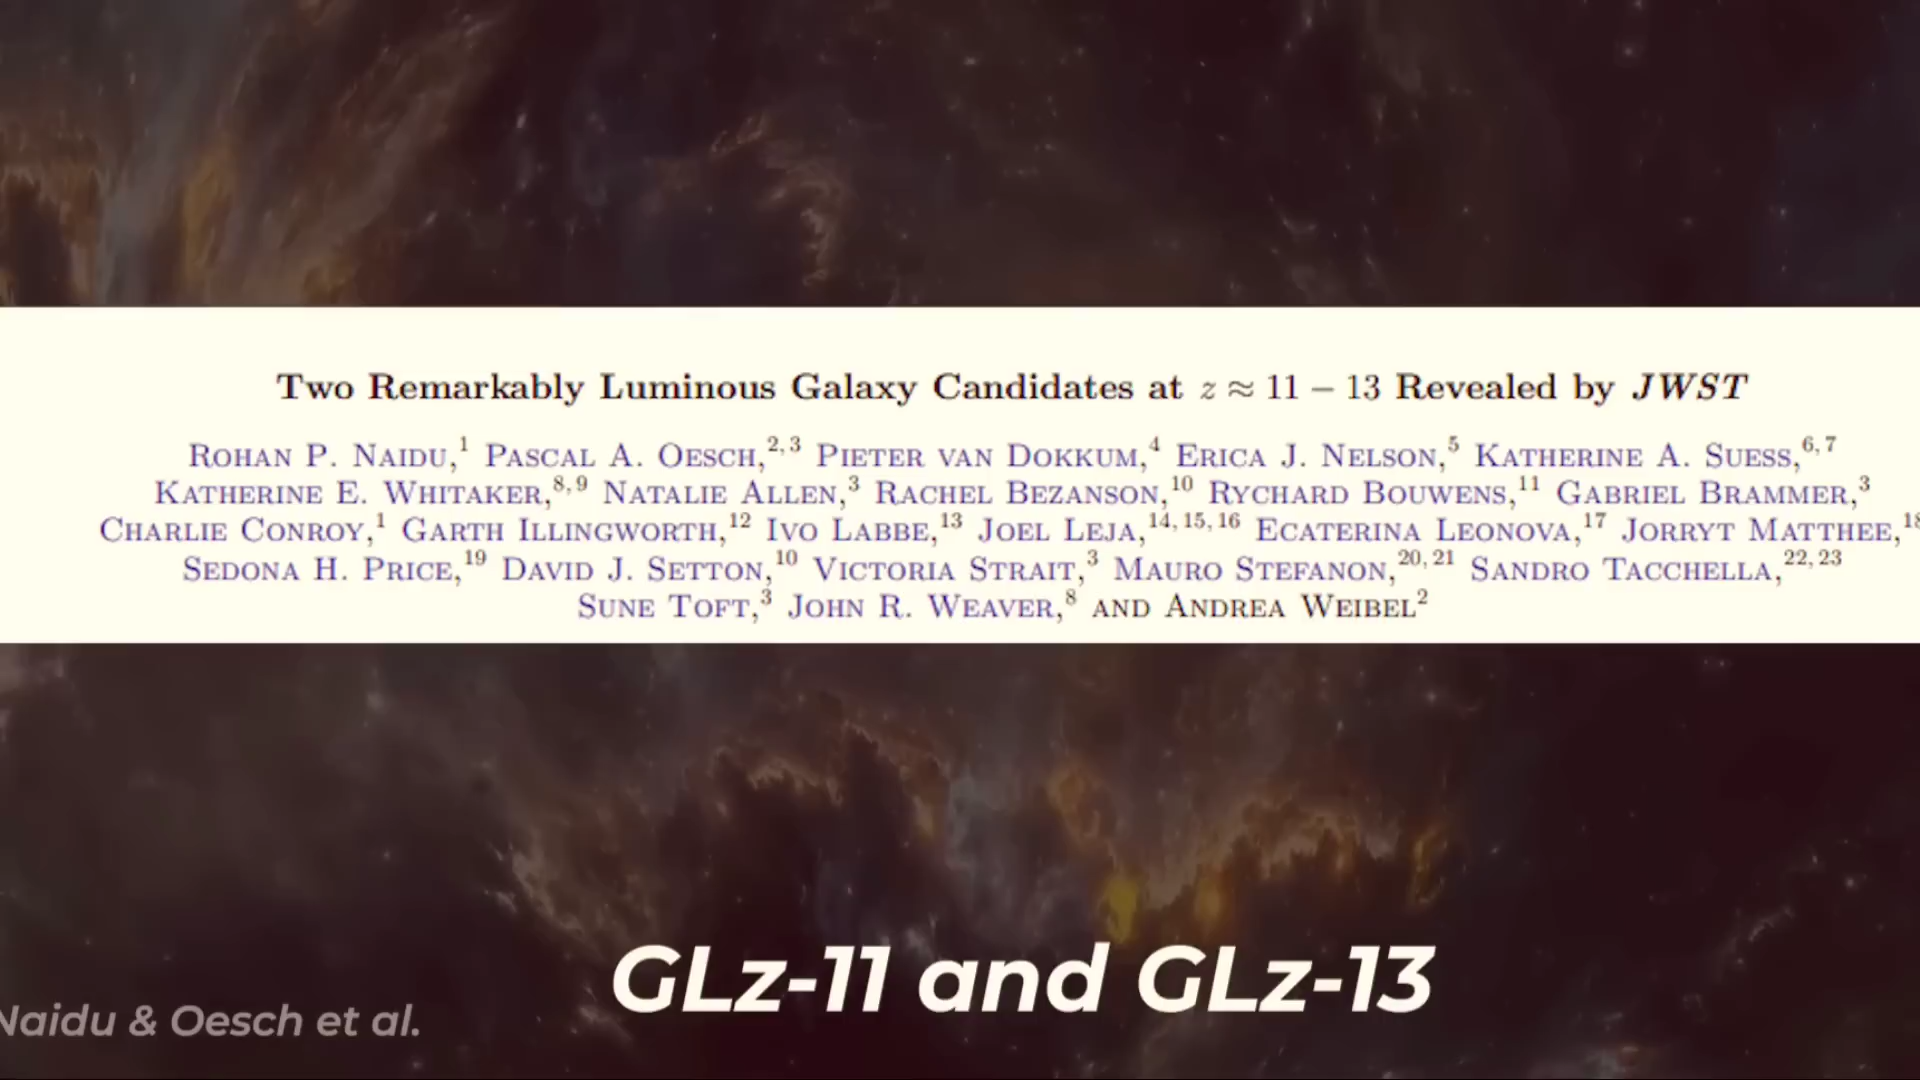 Two Remarkably Luminous Galaxy Candidates at z ≈ 11 − 13 Revealed by JWST
Rohan P. Naidu,1 Pascal A. Oesch,2,3 Pieter van Dokkum,4 Erica J. Nelson,5 Katherine A. Suess,6,7
Katherine E. Whitaker,8,9 Natalie Allen,3 Rachel Bezanson,10 Rychard Bouwens,11 Gabriel Brammer,3
Charlie Conroy,1 Garth Illingworth,12 Ivo Labbe,13 Joel Leja,14,15,16 Ecaterina Leonova,17 Jorryt Matthee,18
Sedona H. Price,19 David J. Setton,10 Victoria Strait,3 Mauro Stefanon,20,21 Sandro Tacchella,22,23
Sune Toft,3 John R. Weaver,8 and Andrea Weibel2
GLz-11 and GLz-13
Naidu & Oesch et al.